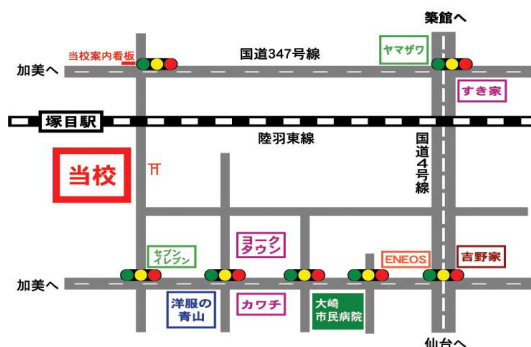 築館へ
当校案内看板
国道347号線
ヤマザワ
加美へ
すき家
塚目駅
陸羽東線
国道4号線
当校
セブン
イレブン
ヨーク
タウン
ENEOS
吉野家
加美へ
洋服の
青山
カワチ
大崎
市民病院
仙台へ